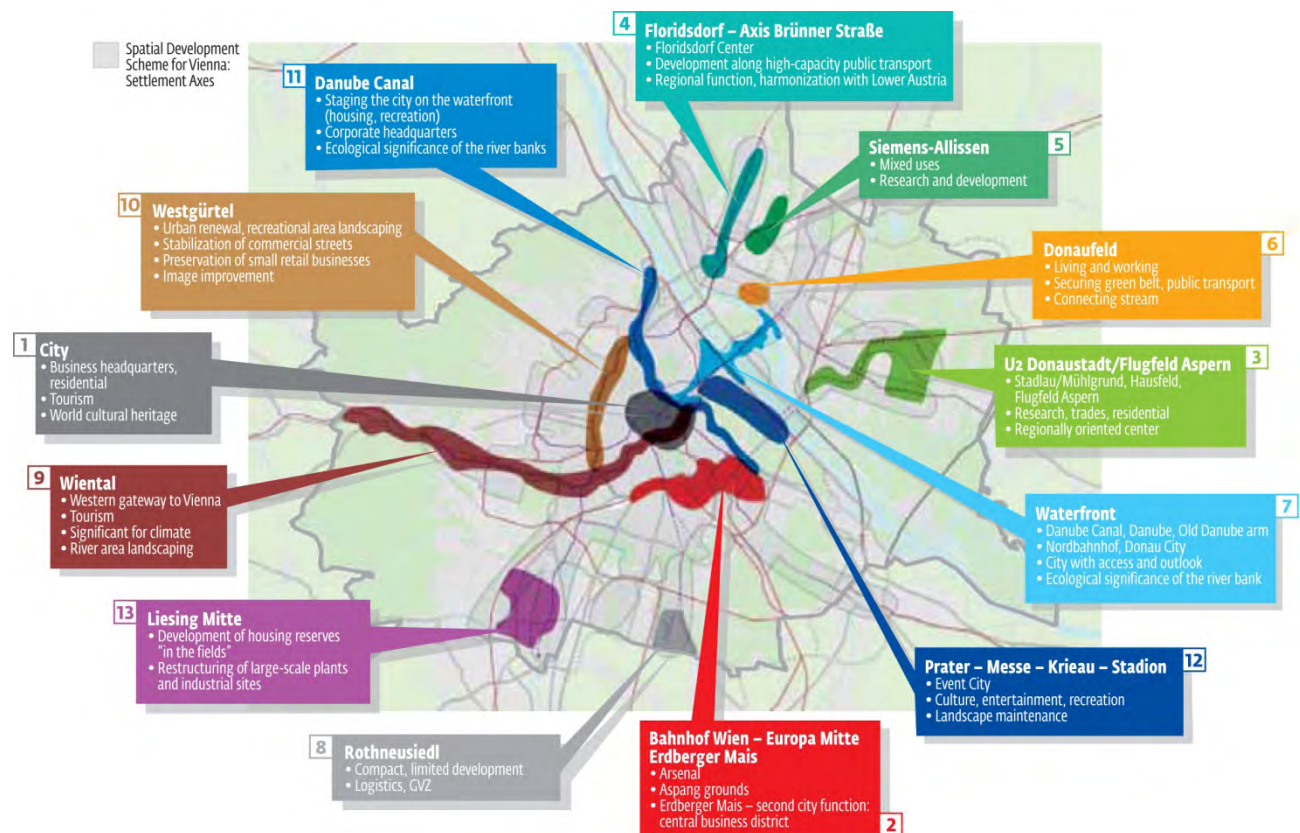 Spatial Development
Scheme for Vienna:
Settlement Axes
4
Floridsdorf – Axis Brünner Straße
• Floridsdorf Center
• Development along high-capacity public transport
• Regional function, harmonization with Lower Austria
11
Danube Canal
• Staging the city on the waterfront
(housing, recreation)
• Corporate headquarters
• Ecological significance of the river banks
5
Siemens-Allissen
• Mixed uses
• Research and development
10
Westgürtel
• Urban renewal, recreational area landscaping
• Stabilization of commercial streets
• Preservation of small retail businesses
• Image improvement
6
Donaufeld
• Living and working
• Securing green belt, public transport
• Connecting stream
1
City
• Business headquarters,
residential
• Tourism
• World cultural heritage
3
U2 Donaustadt/Flugfeld Aspern
• Stadlau/Mühlgrund, Hausfeld,
Flugfeld Aspern
• Research, trades, residential
• Regionally oriented center
9
Wiental
• Western gateway to Vienna
• Tourism
• Significant for climate
• River area landscaping
7
Waterfront
• Danube Canal, Danube, Old Danube arm
• Nordbahnhof, Donau City
• City with access and outlook
• Ecological significance of the river bank
13
Liesing Mitte
• Development of housing reserves
"in the fields"
• Restructuring of large-scale plants
and industrial sites
12
Prater – Messe – Krieau – Stadion
• Event City
• Culture, entertainment, recreation
• Landscape maintenance
8
Rothneusiedl
• Compact, limited development
• Logistics, GVZ
Bahnhof Wien – Europa Mitte
Erdberger Mais
• Arsenal
• Aspang grounds
• Erdberger Mais – second city function:
central business district
2